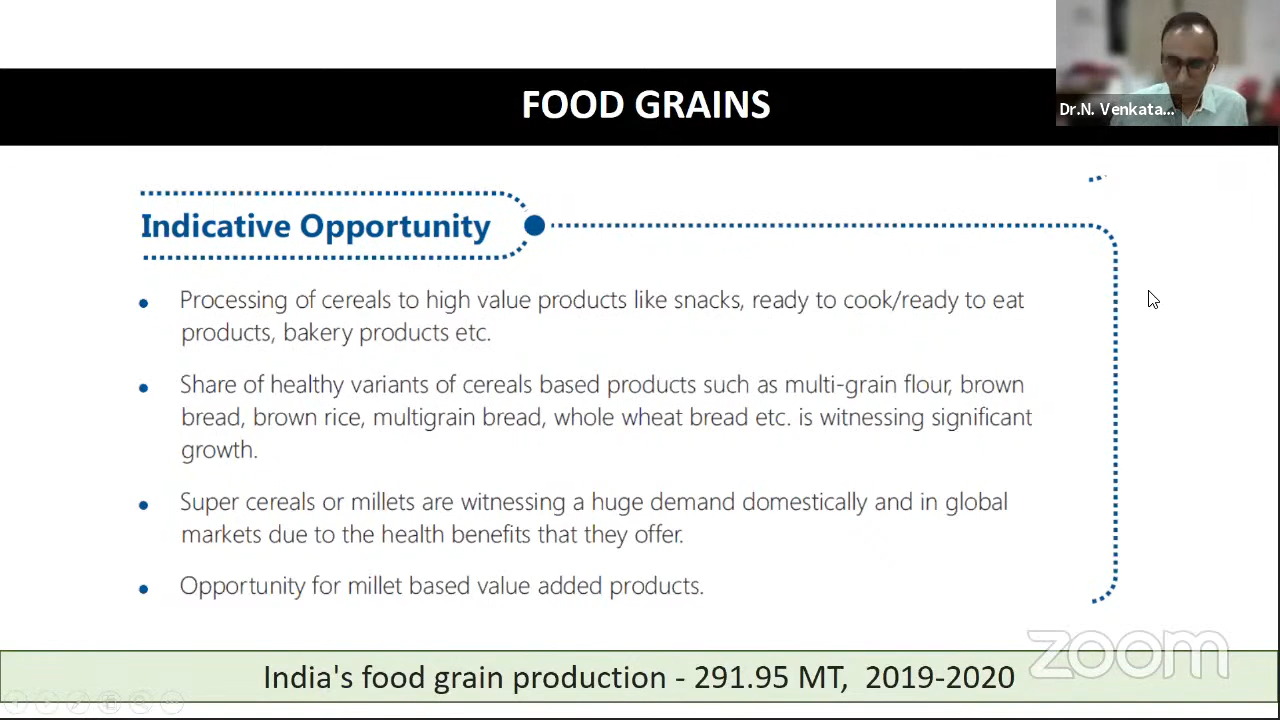 FOOD GRAINS
Dr.N. Venkata...
Indicative Opportunity
Processing of cereals to high value products like snacks, ready to cook/ready to eat
products, bakery products etc.
Share of healthy variants of cereals based products such as multi-grain flour, brown
bread, brown rice, multigrain bread, whole wheat bread etc. is witnessing significant
growth.
Super cereals or millets are witnessing a huge demand domestically and in global
markets due to the health benefits that they offer.
Opportunity for millet based value added products.
zoom
India's food grain production - 291.95 MT,  2019-2020